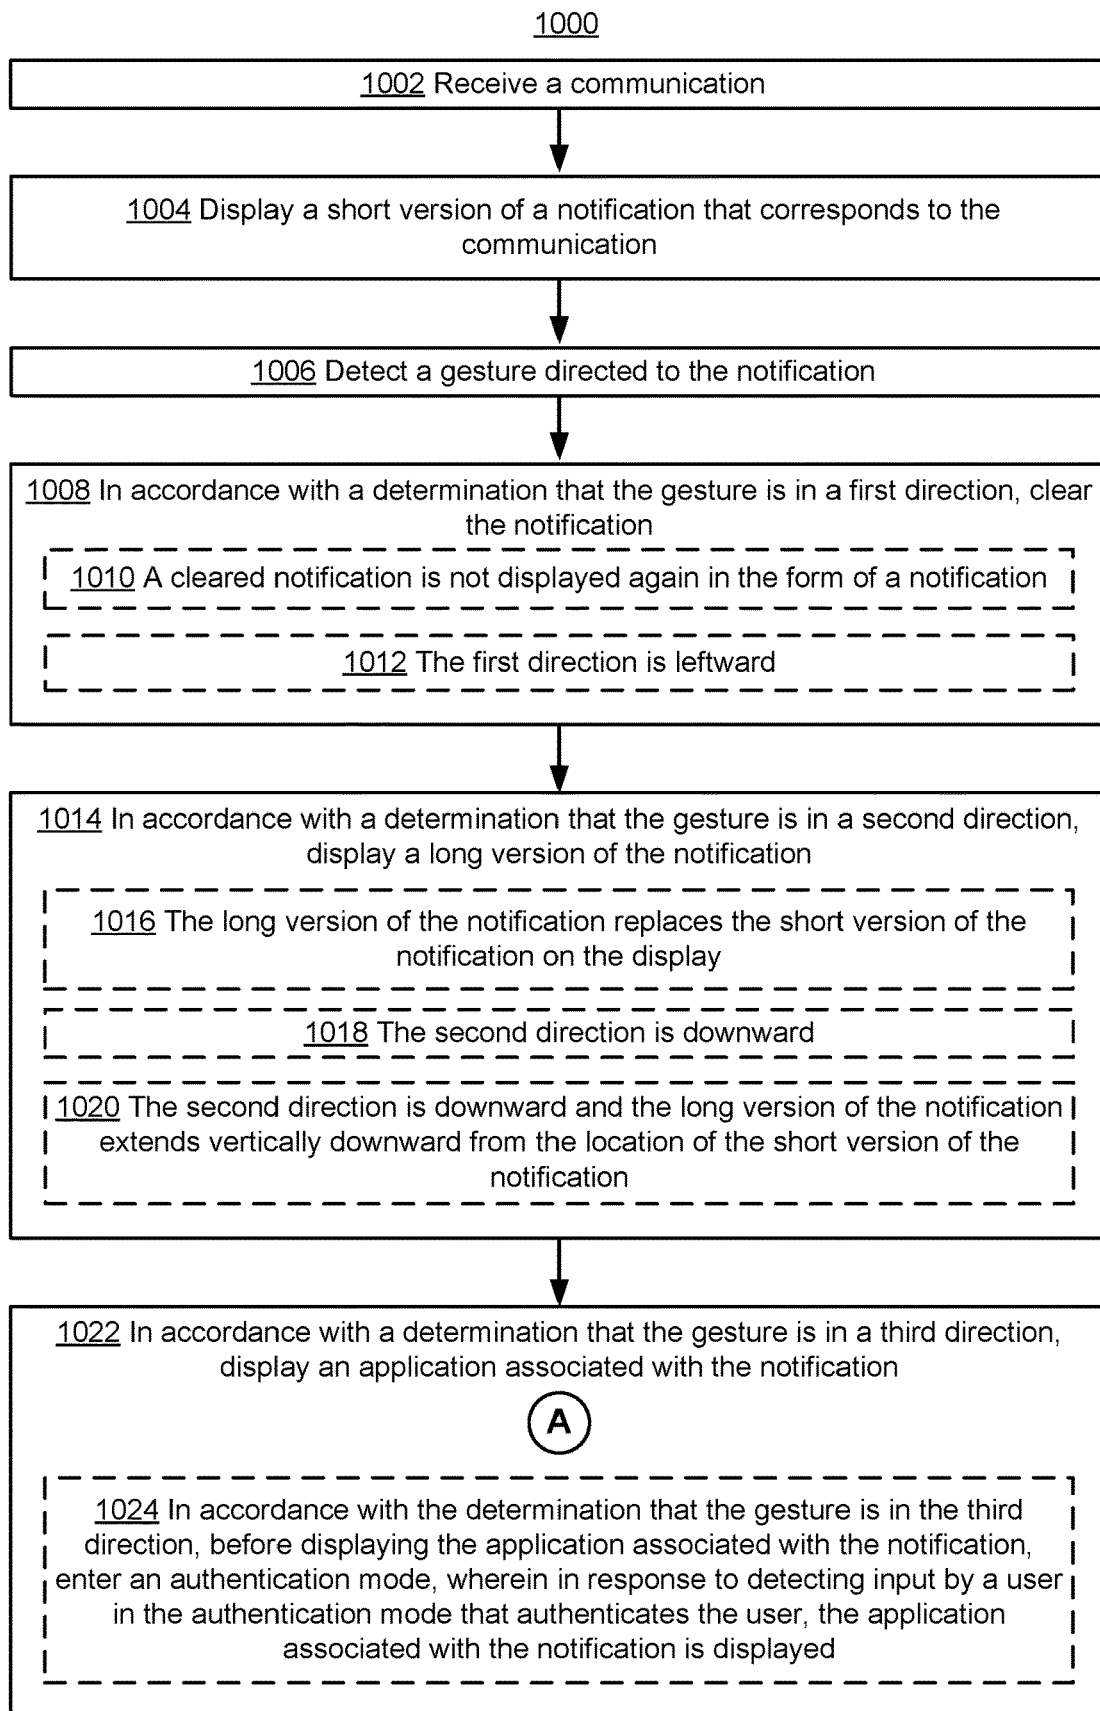 1000
1002 Receive a communication
1004 Display a short version of a notification that corresponds to the
communication
1006 Detect a gesture directed to the notification
1008 In accordance with a determination that the gesture is in a first direction, clear
the notification
1010 A cleared notification is not displayed again in the form of a notification
1012 The first direction is leftward
1014 In accordance with a determination that the gesture is in a second direction,
display a long version of the notification
1016 The long version of the notification replaces the short version of the
notification on the display
1018 The second direction is downward
1020 The second direction is downward and the long version of the notification
extends vertically downward from the location of the short version of the
notification
1022 In accordance with a determination that the gesture is in a third direction,
display an application associated with the notification
A
1024 In accordance with the determination that the gesture is in the third
direction, before displaying the application associated with the notification,
enter an authentication mode, wherein in response to detecting input by a user
in the authentication mode that authenticates the user, the application
associated with the notification is displayed